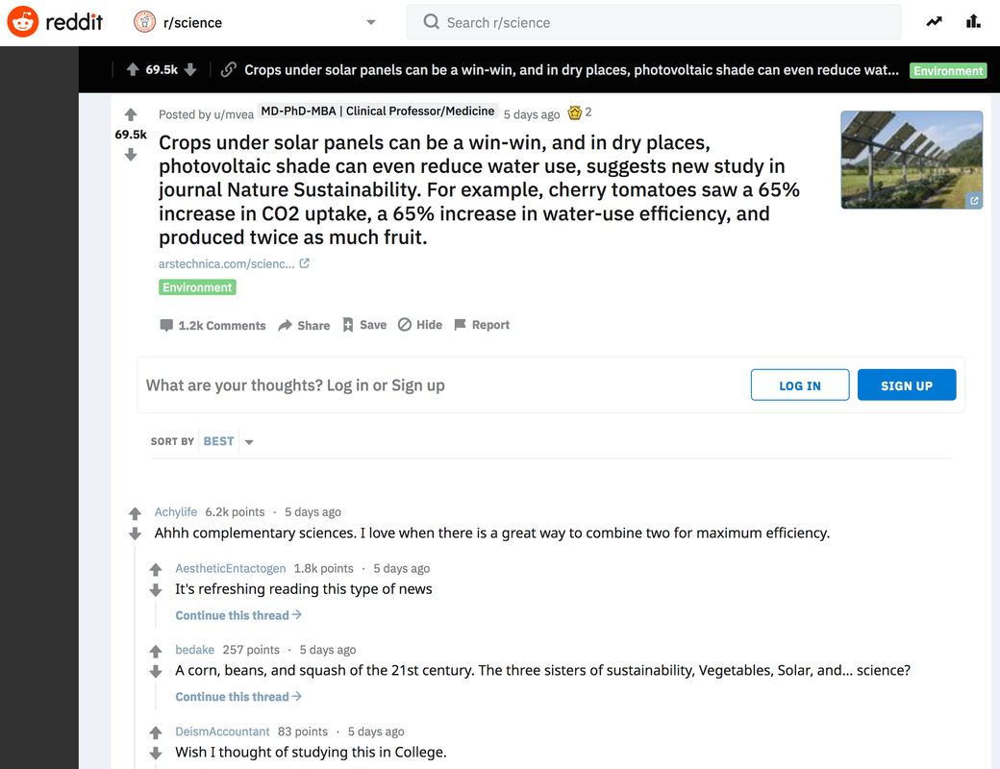 reddit
r/science
Search r/science
69.5k
Crops under solar panels can be a win-win, and in dry places, photovoltaic shade can even reduce wat...
Environment
Posted by u/mvea MD-PhD-MBA | Clinical Professor/Medicine 5 days ago 2
69.5k
Crops under solar panels can be a win-win, and in dry places,
photovoltaic shade can even reduce water use, suggests new study in
journal Nature Sustainability. For example, cherry tomatoes saw a 65%
increase in CO2 uptake, a 65% increase in water-use efficiency, and
produced twice as much fruit.
arstechnica.com/scienc...
Environment
1.2k Comments Share Save Hide Report
What are your thoughts? Log in or Sign up LOG IN SIGN UP
SORT BY BEST
Achylife 6.2k points · 5 days ago
Ahhh complementary sciences. I love when there is a great way to combine two for maximum efficiency.
AestheticEntactogen 1.8k points · 5 days ago
It's refreshing reading this type of news
Continue this thread
bedake 257 points · 5 days ago
A corn, beans, and squash of the 21st century. The three sisters of sustainability, Vegetables, Solar, and... science?
Continue this thread
DeismAccountant 83 points · 5 days ago
Wish I thought of studying this in College.